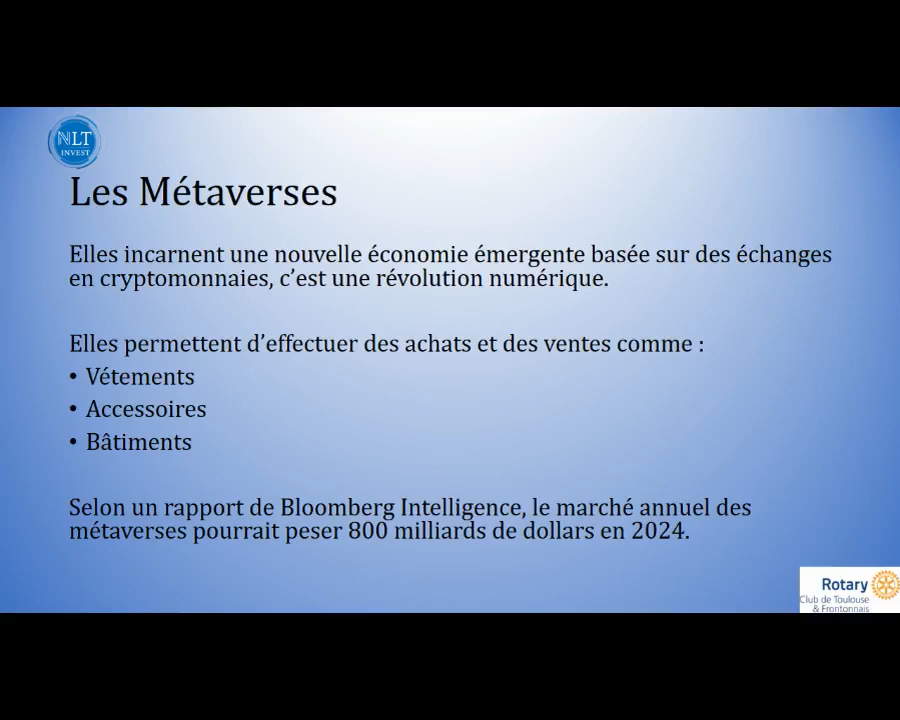 NLT
INVEST
Les Métaverses
Elles incarnent une nouvelle économie émergente basée sur des échanges
en cryptomonnaies, c’est une révolution numérique.
Elles permettent d’effectuer des achats et des ventes comme :
• Vétements
• Accessoires
• Bâtiments
Selon un rapport de Bloomberg Intelligence, le marché annuel des
métaverses pourrait peser 800 milliards de dollars en 2024.
Rotary
Club de Toulouse
& Frontonnais